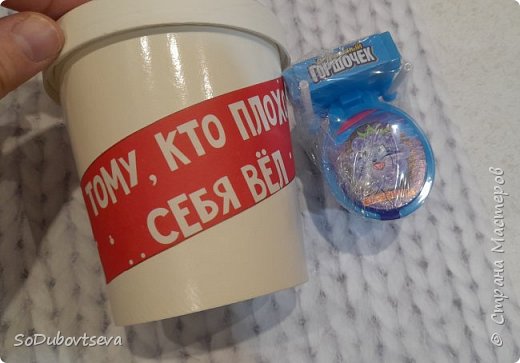 ТОМУ, КТО ПЛОХО
СЕБЯ ВЁЛ...
ГОРШОЧЕК
SoDubovtseva
© Страна Мастеров